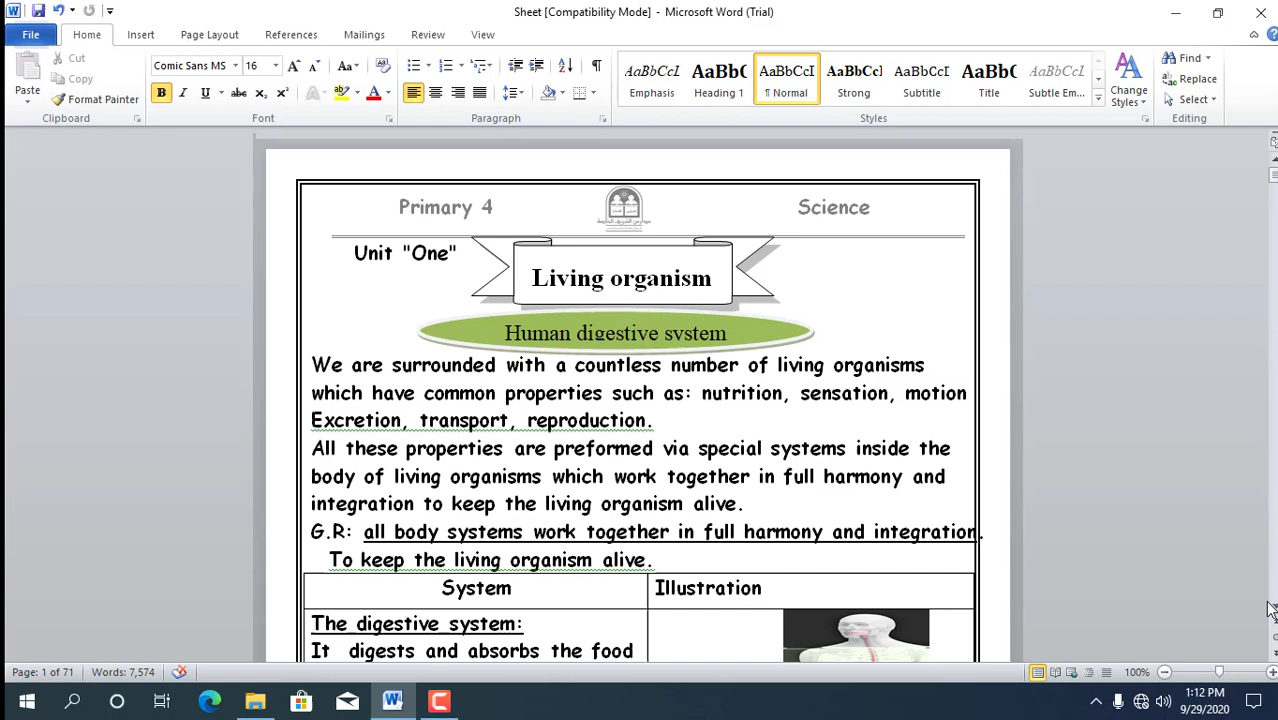 Sheet [Compatibility Mode] - Microsoft Word (Trial)
File Home Insert Page Layout References Mailings Review View
Paste
Cut
Copy
Format Painter
Clipboard
Comic Sans MS 16
Font
Paragraph
AaBbCcI AaBbC AaBbCcI AaBbCcl AaBbCcI AaBbC AaBbCcI
Emphasis Heading 1 ¶ Normal Strong Subtitle Title Subtle Em...
Change
Styles
Styles
Find
Replace
Select
Editing
Primary 4 Science
Unit "One"
Living organism
Human digestive system
We are surrounded with a countless number of living organisms
which have common properties such as: nutrition, sensation, motion
Excretion, transport, reproduction.
All these properties are preformed via special systems inside the
body of living organisms which work together in full harmony and
integration to keep the living organism alive.
G.R: all body systems work together in full harmony and integration.
To keep the living organism alive.
System Illustration
The digestive system:
It digests and absorbs the food
Page: 1 of 71 Words: 7,574 100%
1:12 PM
9/29/2020